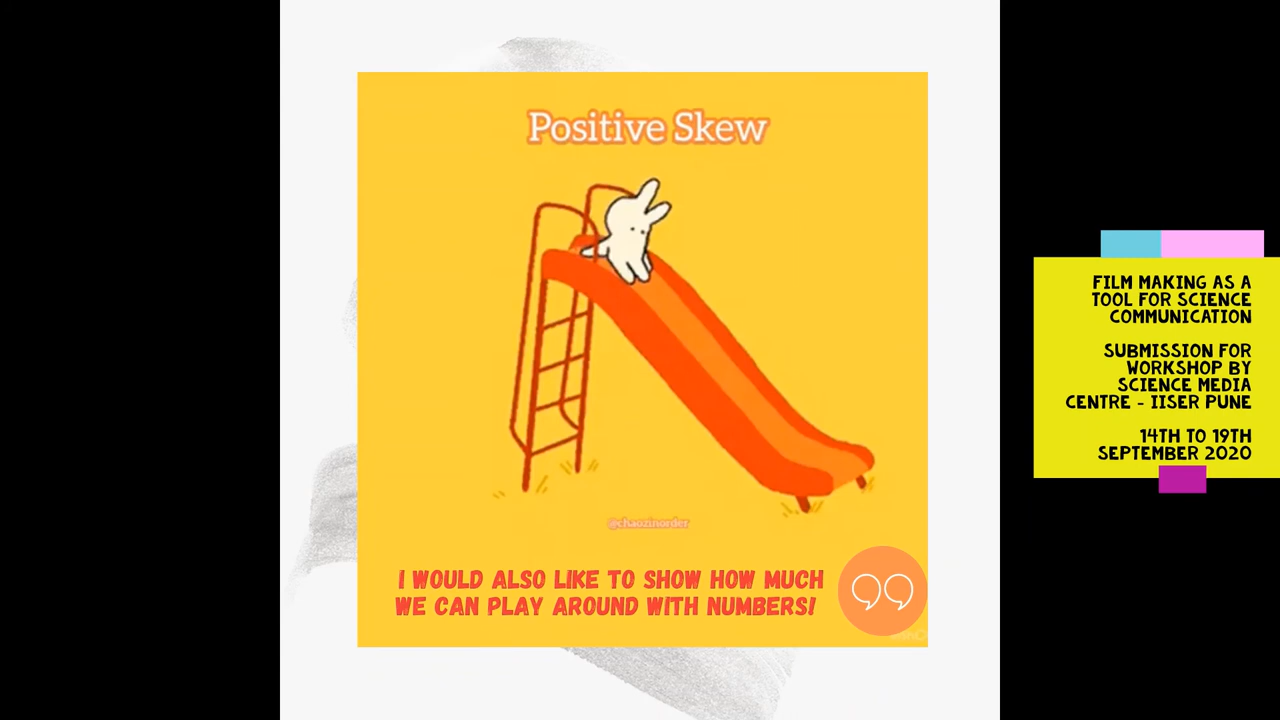 Positive Skew
@chaozinorder
I WOULD ALSO LIKE TO SHOW HOW MUCH
WE CAN PLAY AROUND WITH NUMBERS!
FILM MAKING AS A
TOOL FOR SCIENCE
COMMUNICATION
SUBMISSION FOR
WORKSHOP BY
SCIENCE MEDIA
CENTRE - IISER PUNE
14TH TO 19TH
SEPTEMBER 2020